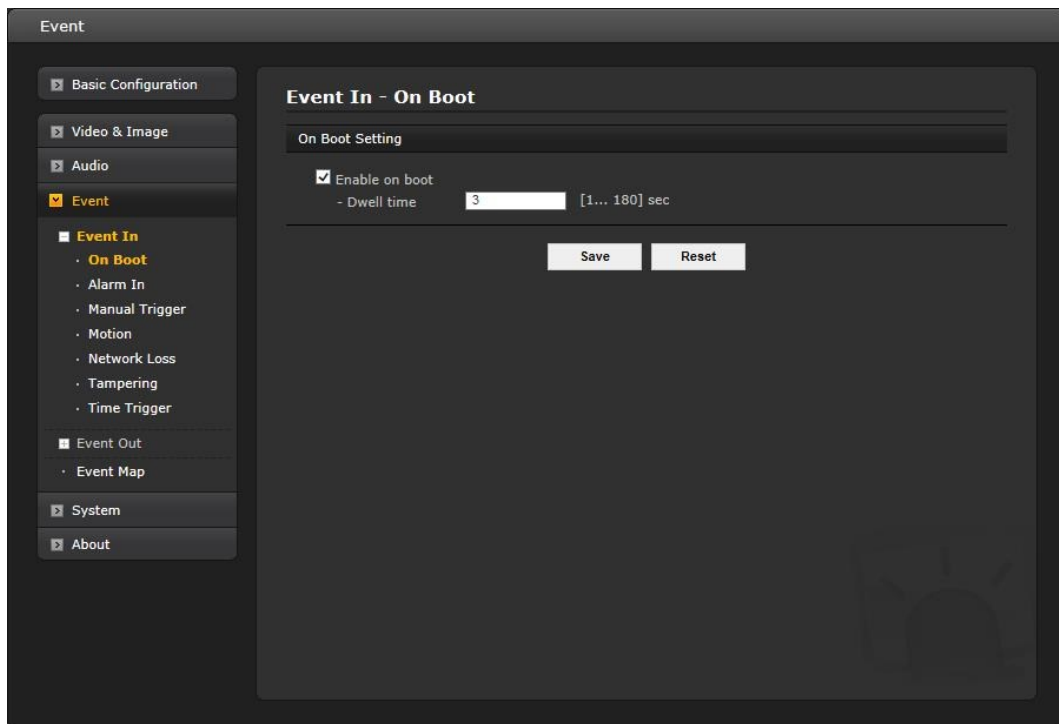 Event
Basic Configuration
Video & Image
Audio
Event
Event In
· On Boot
· Alarm In
· Manual Trigger
· Motion
· Network Loss
· Tampering
· Time Trigger
Event Out
· Event Map
System
About
Event In - On Boot
On Boot Setting
Enable on boot
- Dwell time 3 [1... 180] sec
Save Reset